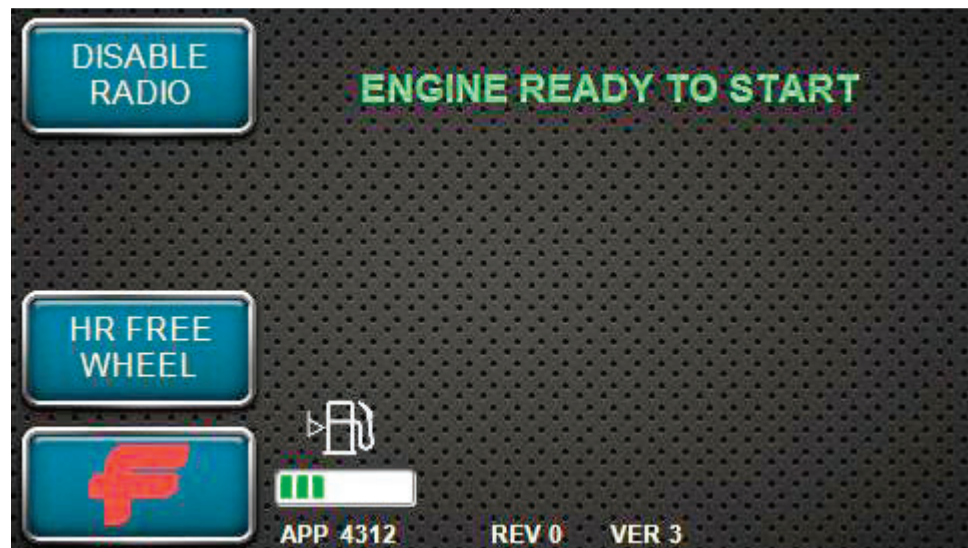 DISABLE
RADIO
ENGINE READY TO START
HR FREE
WHEEL
APP 4312 REV 0 VER 3